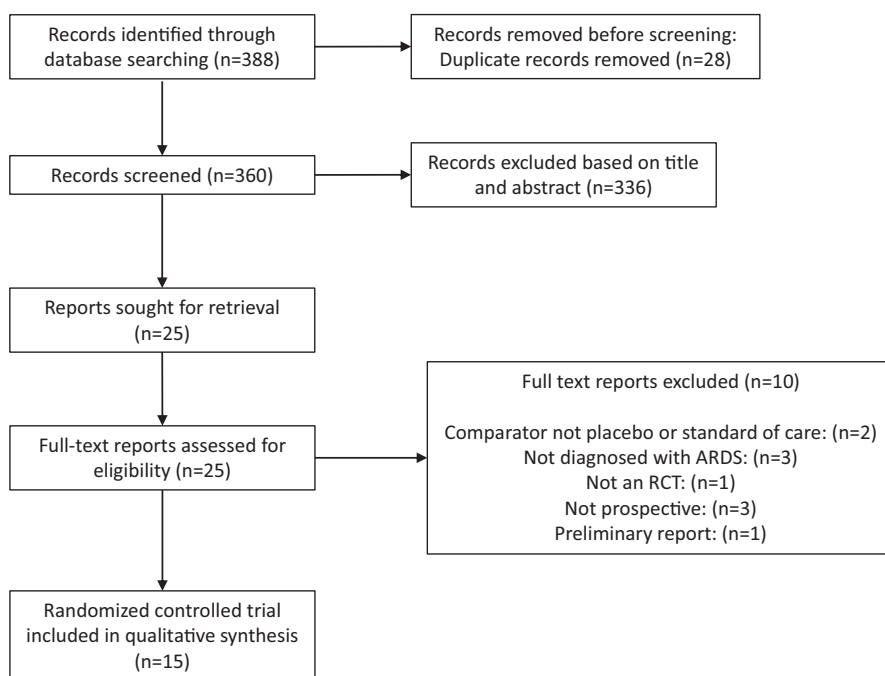 Records identified through
database searching (n=388)
Records removed before screening:
Duplicate records removed (n=28)
Records screened (n=360)
Records excluded based on title
and abstract (n=336)
Reports sought for retrieval
(n=25)
Full-text reports assessed for
eligibility (n=25)
Full text reports excluded (n=10)
Comparator not placebo or standard of care: (n=2)
Not diagnosed with ARDS: (n=3)
Not an RCT: (n=1)
Not prospective: (n=3)
Preliminary report: (n=1)
Randomized controlled trial
included in qualitative synthesis
(n=15)